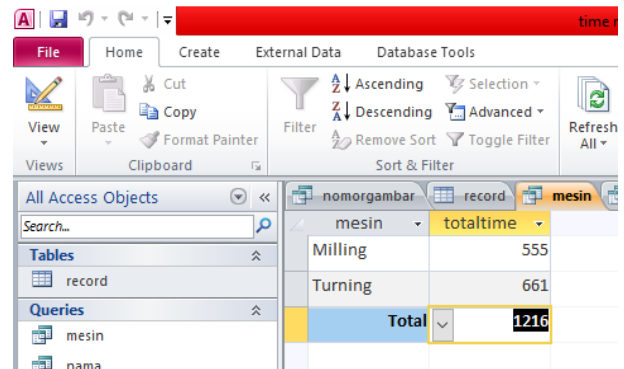 A
time r
File Home Create External Data Database Tools
View Paste Cut Copy Format Painter Filter Ascending Descending Remove Sort Selection Advanced Toggle Filter Refresh All
Views Clipboard Sort & Filter
All Access Objects « nomorgambar record mesin
Search... mesin totaltime
Tables Milling 555
record Turning 661
Queries Total 1216
mesin
nama